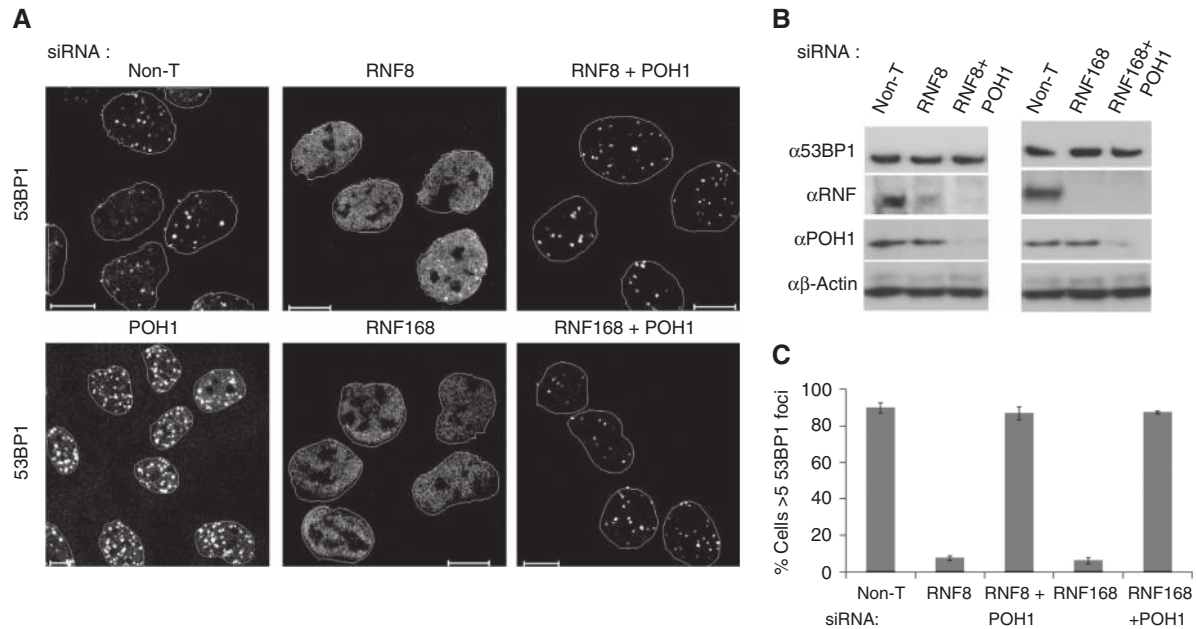 A
siRNA :
Non-T
RNF8
RNF8 + POH1
53BP1
POH1
RNF168
RNF168 + POH1
53BP1
B
siRNA :
Non-T
RNF8
RNF8+
POH1
Non-T
RNF168
RNF168+
POH1
α53BP1
αRNF
αPOH1
αβ-Actin
C
% Cells >5 53BP1 foci
100
80
60
40
20
0
Non-T
RNF8
RNF8 +
POH1
RNF168
RNF168
+POH1
siRNA: